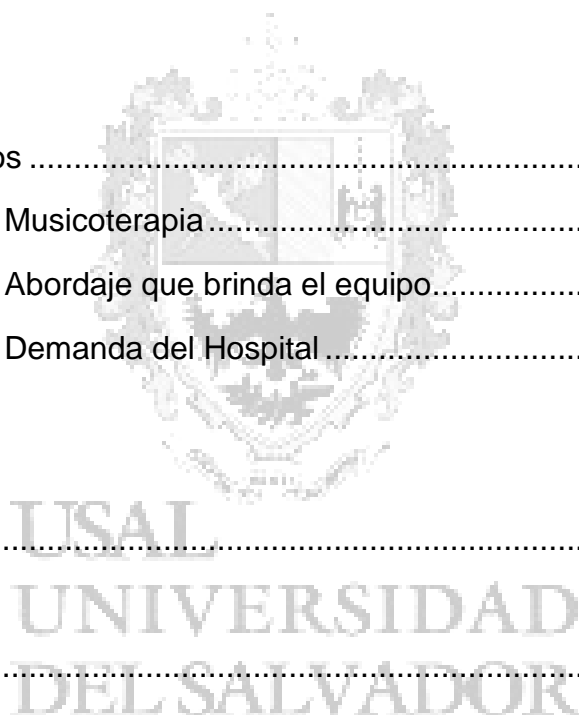 os ............................................................
Musicoterapia..........................................
Abordaje que brinda el equipo.................
Demanda del Hospital ............................
USAL
.................................................................
UNIVERSIDAD
.................................................................
DEL SALVADOR